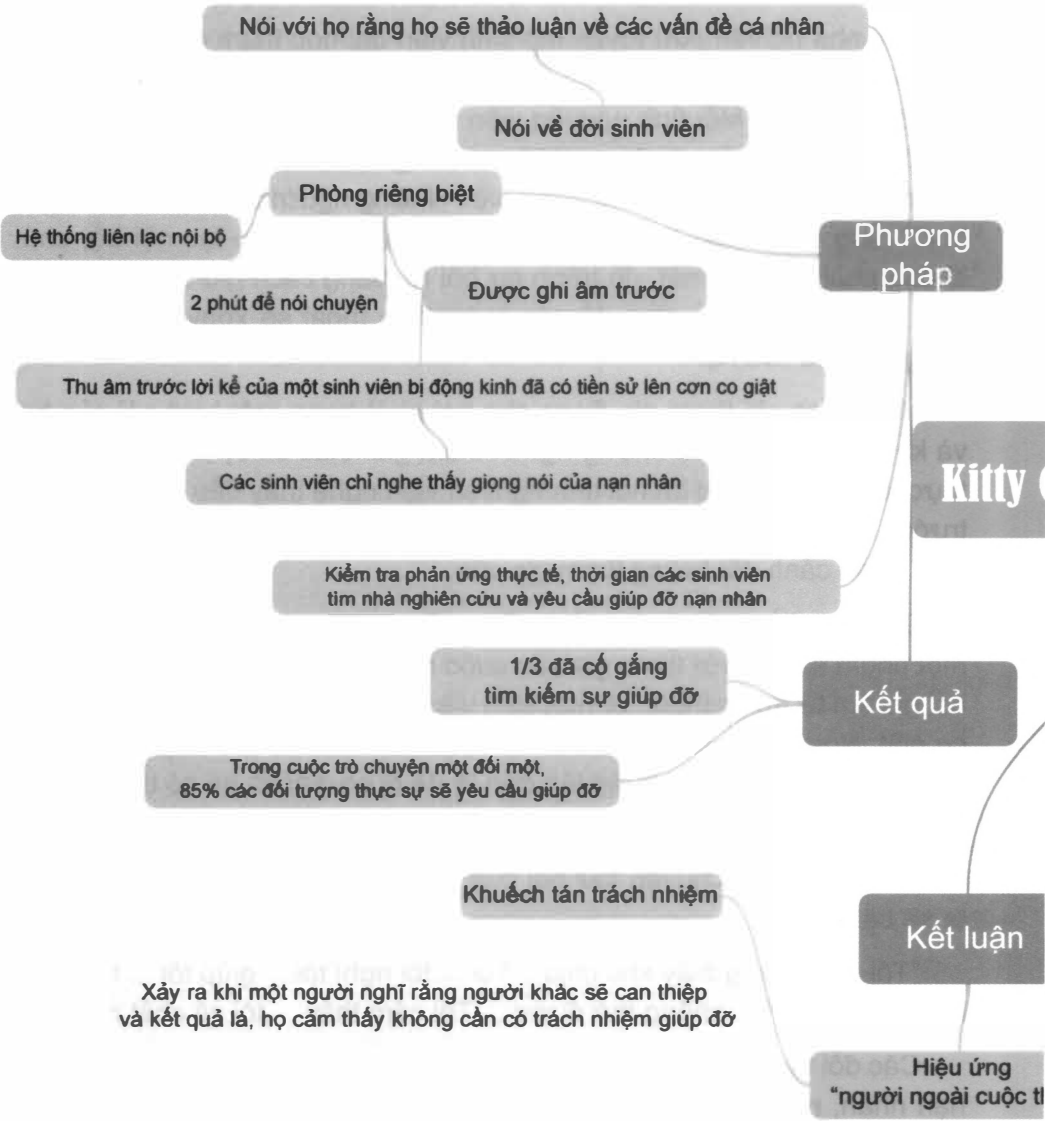 Nói với họ rằng họ sẽ thảo luận về các vấn đề cá nhân
Nói về đời sinh viên
Phòng riêng biệt
Hệ thống liên lạc nội bộ
Phương
pháp
2 phút để nói chuyện
Được ghi âm trước
Thu âm trước lời kể của một sinh viên bị động kinh đã có tiền sử lên cơn co giật
Các sinh viên chỉ nghe thấy giọng nói của nạn nhân
Kitty
Kiểm tra phản ứng thực tế, thời gian các sinh viên
tìm nhà nghiên cứu và yêu cầu giúp đỡ nạn nhân
1/3 đã cố gắng
tìm kiếm sự giúp đỡ
Kết quả
Trong cuộc trò chuyện một đối một,
85% các đối tượng thực sự sẽ yêu cầu giúp đỡ
Khuếch tán trách nhiệm
Kết luận
Xảy ra khi một người nghĩ rằng người khàc sẽ can thiệp
và kết quả là, họ cảm thấy không cần có trách nhiệm giúp đỡ
Hiệu ứng
"người ngoài cuộc